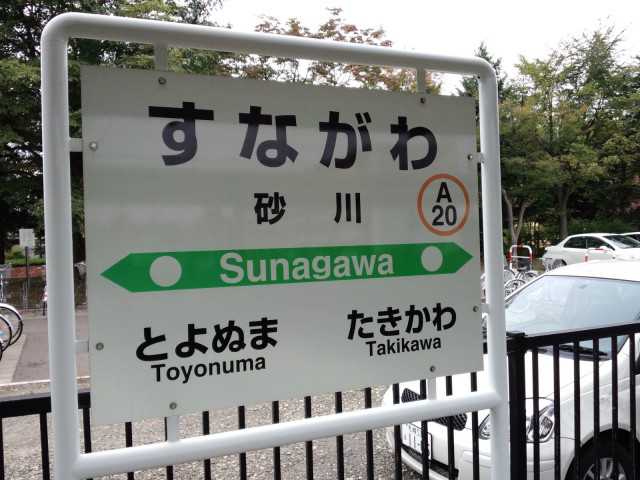 すながわ
砂川
A
20
Sunagawa
とよぬま
Toyonuma
たきかわ
Takikawa